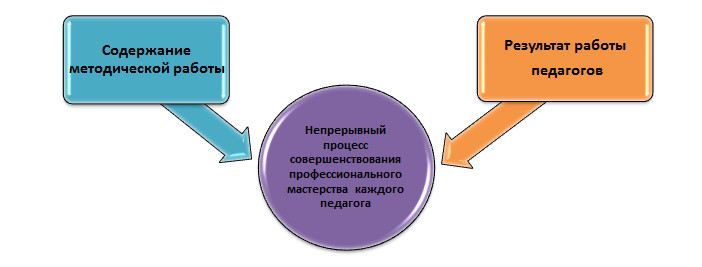 Содержание
методической работы
Результат работы
педагогов
Непрерывный
процесс
совершенствования
профессионального
мастерства каждого
педагога